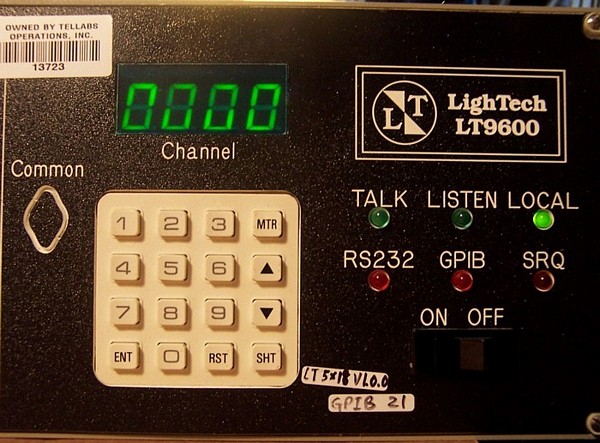 OWNED BY TELLABS
OPERATIONS, INC.
13723
0000
Channel
Common
LT
LighTech
LT9600
TALK LISTEN LOCAL
RS232 GPIB SRQ
ON OFF
1 2 3 MTR
4 5 6 ▲
7 8 9 ▼
ENT 0 RST SHT
LT 5x18 V1.0.0
GPIB 21